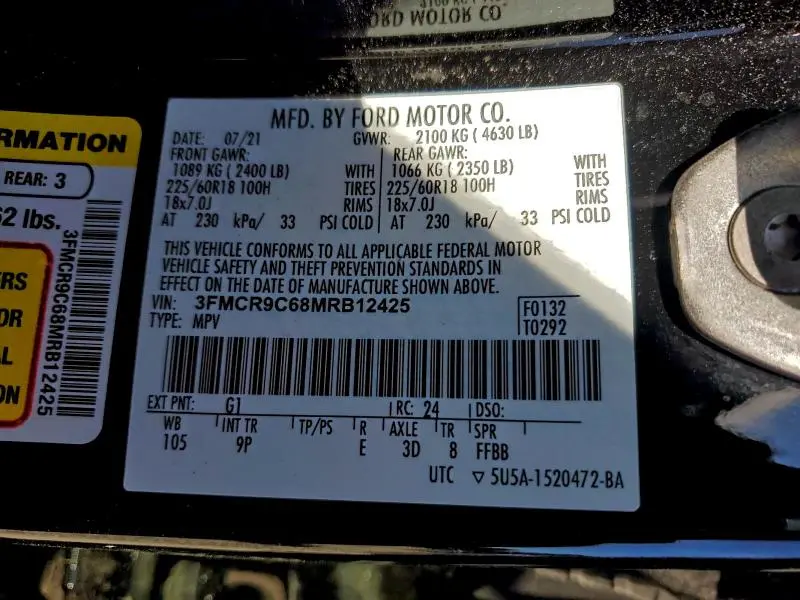 FORD MOTOR CO
MFD. BY FORD MOTOR CO.
DATE: 07/21 GVWR: 2100 KG ( 4630 LB)
FRONT GAWR: REAR GAWR:
1089 KG ( 2400 LB) WITH 1066 KG ( 2350 LB) WITH
225/60R18 100H TIRES 225/60R18 100H TIRES
18x7.0J RIMS 18x7.0J RIMS
AT 230 kPa/ 33 PSI COLD AT 230 kPa/ 33 PSI COLD
THIS VEHICLE CONFORMS TO ALL APPLICABLE FEDERAL MOTOR
VEHICLE SAFETY AND THEFT PREVENTION STANDARDS IN
EFFECT ON THE DATE OF MANUFACTURE SHOWN ABOVE.
VIN: 3FMCR9C68MRB12425 F0132
TYPE: MPV T0292
EXT PNT: G1 RC: 24 DSO:
WB INT TR TP/PS R AXLE TR SPR
105 9P E 3D 8 FFBB
UTC ▽ 5U5A-1520472-BA
RMATION
REAR: 3
62 lbs.
3FMCR9C68MRB12425
ERS
OR
AL
ON